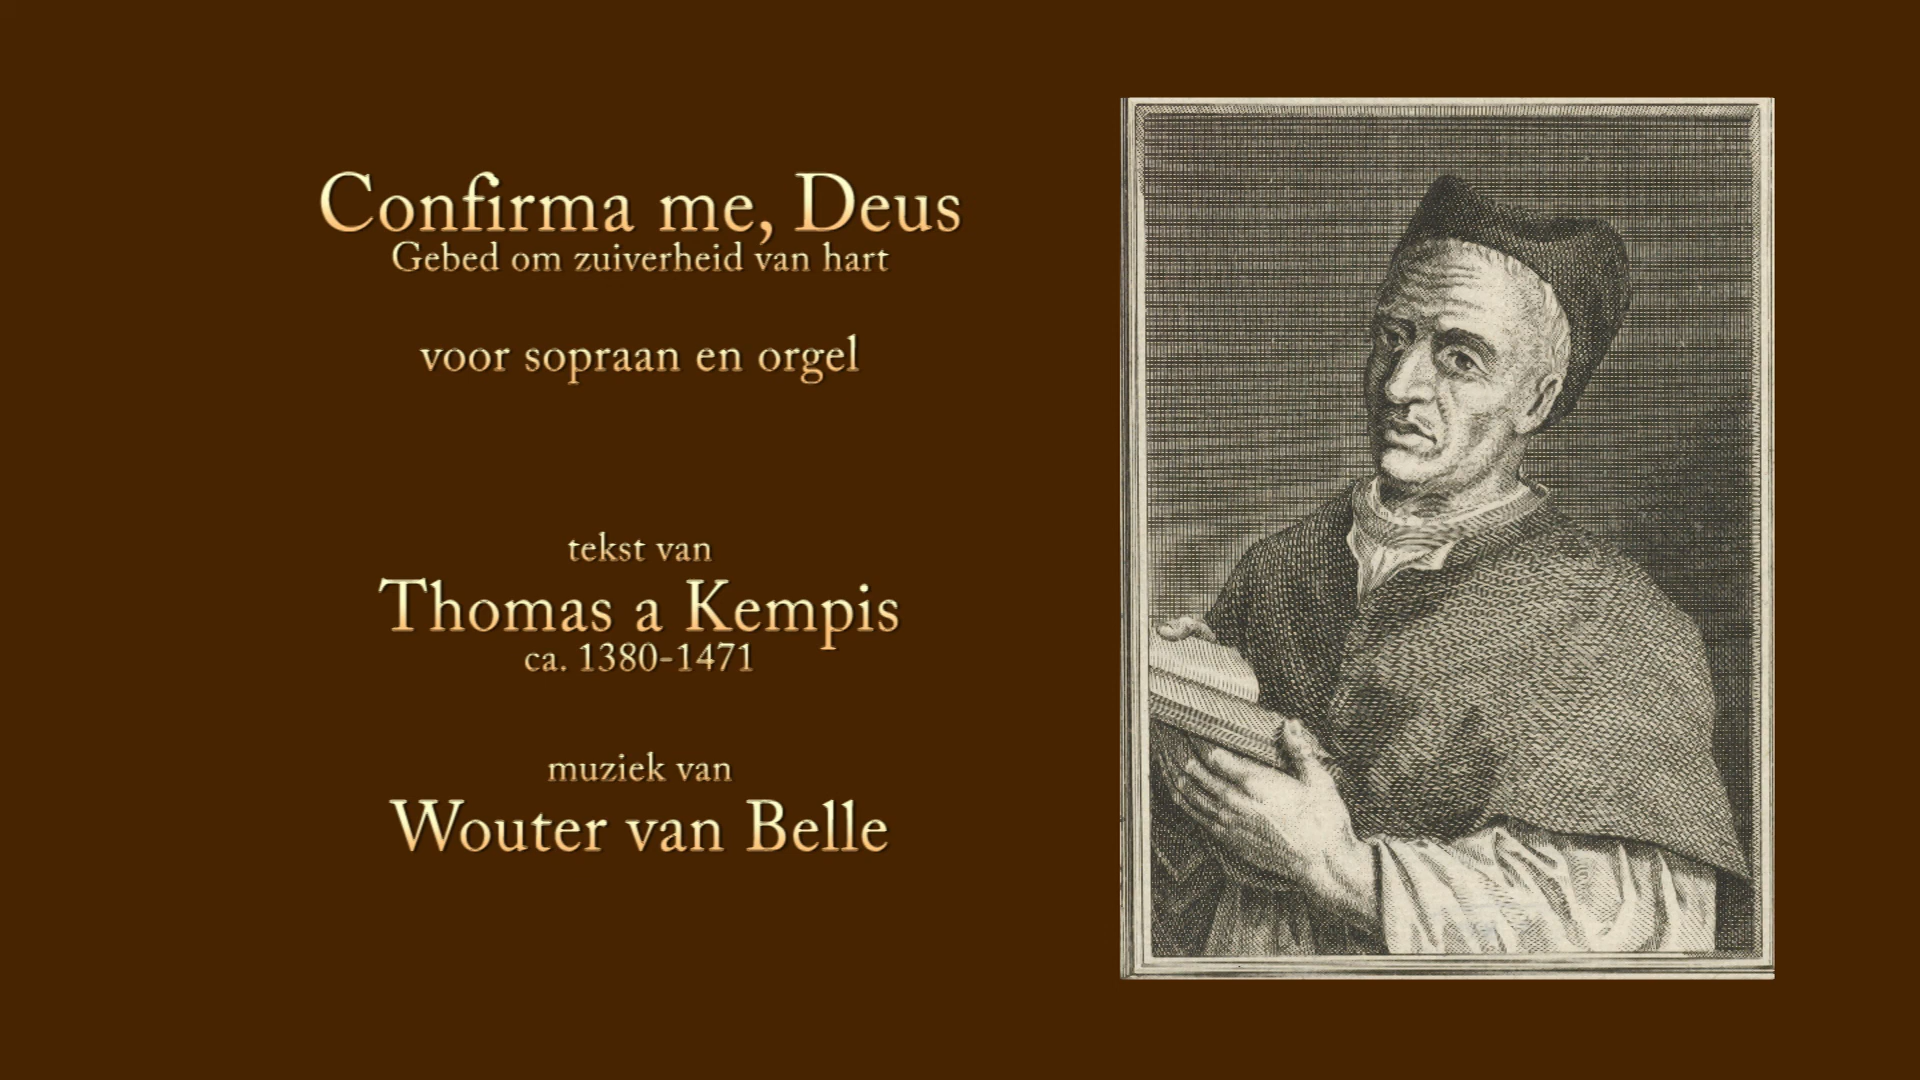 Confirma me, Deus
Gebed om zuiverheid van hart
voor sopraan en orgel
tekst van
Thomas a Kempis
ca. 1380-1471
muziek van
Wouter van Belle